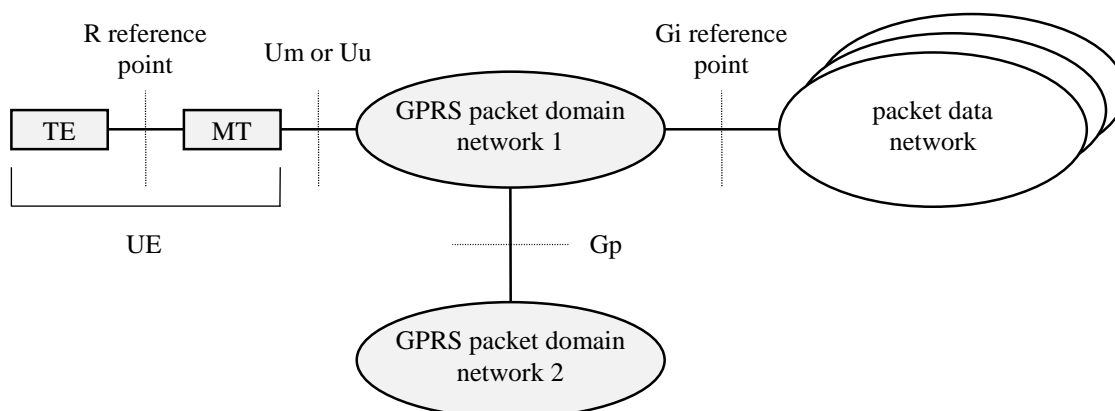 R reference
point
Um or Uu
Gi reference
point
TE
MT
GPRS packet domain
network 1
packet data
network
UE
Gp
GPRS packet domain
network 2